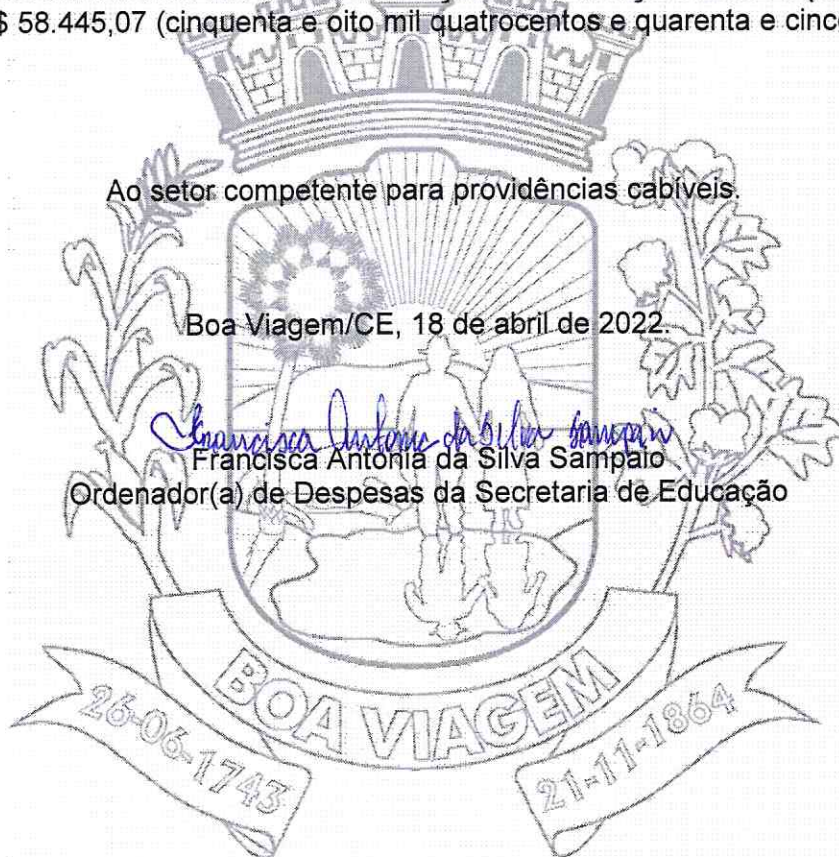 $ 58.445,07 (cinquenta e oito mil quatrocentos e quarenta e cinco
Ao setor competente para providências cabíveis.
Boa Viagem/CE, 18 de abril de 2022.
Francisca Antonia da Silva Sampaio
Francisca Antonia da Silva Sampaio
Ordenador(a) de Despesas da Secretaria de Educação
BOA VIAGEM
26-06-1743
21-11-1864